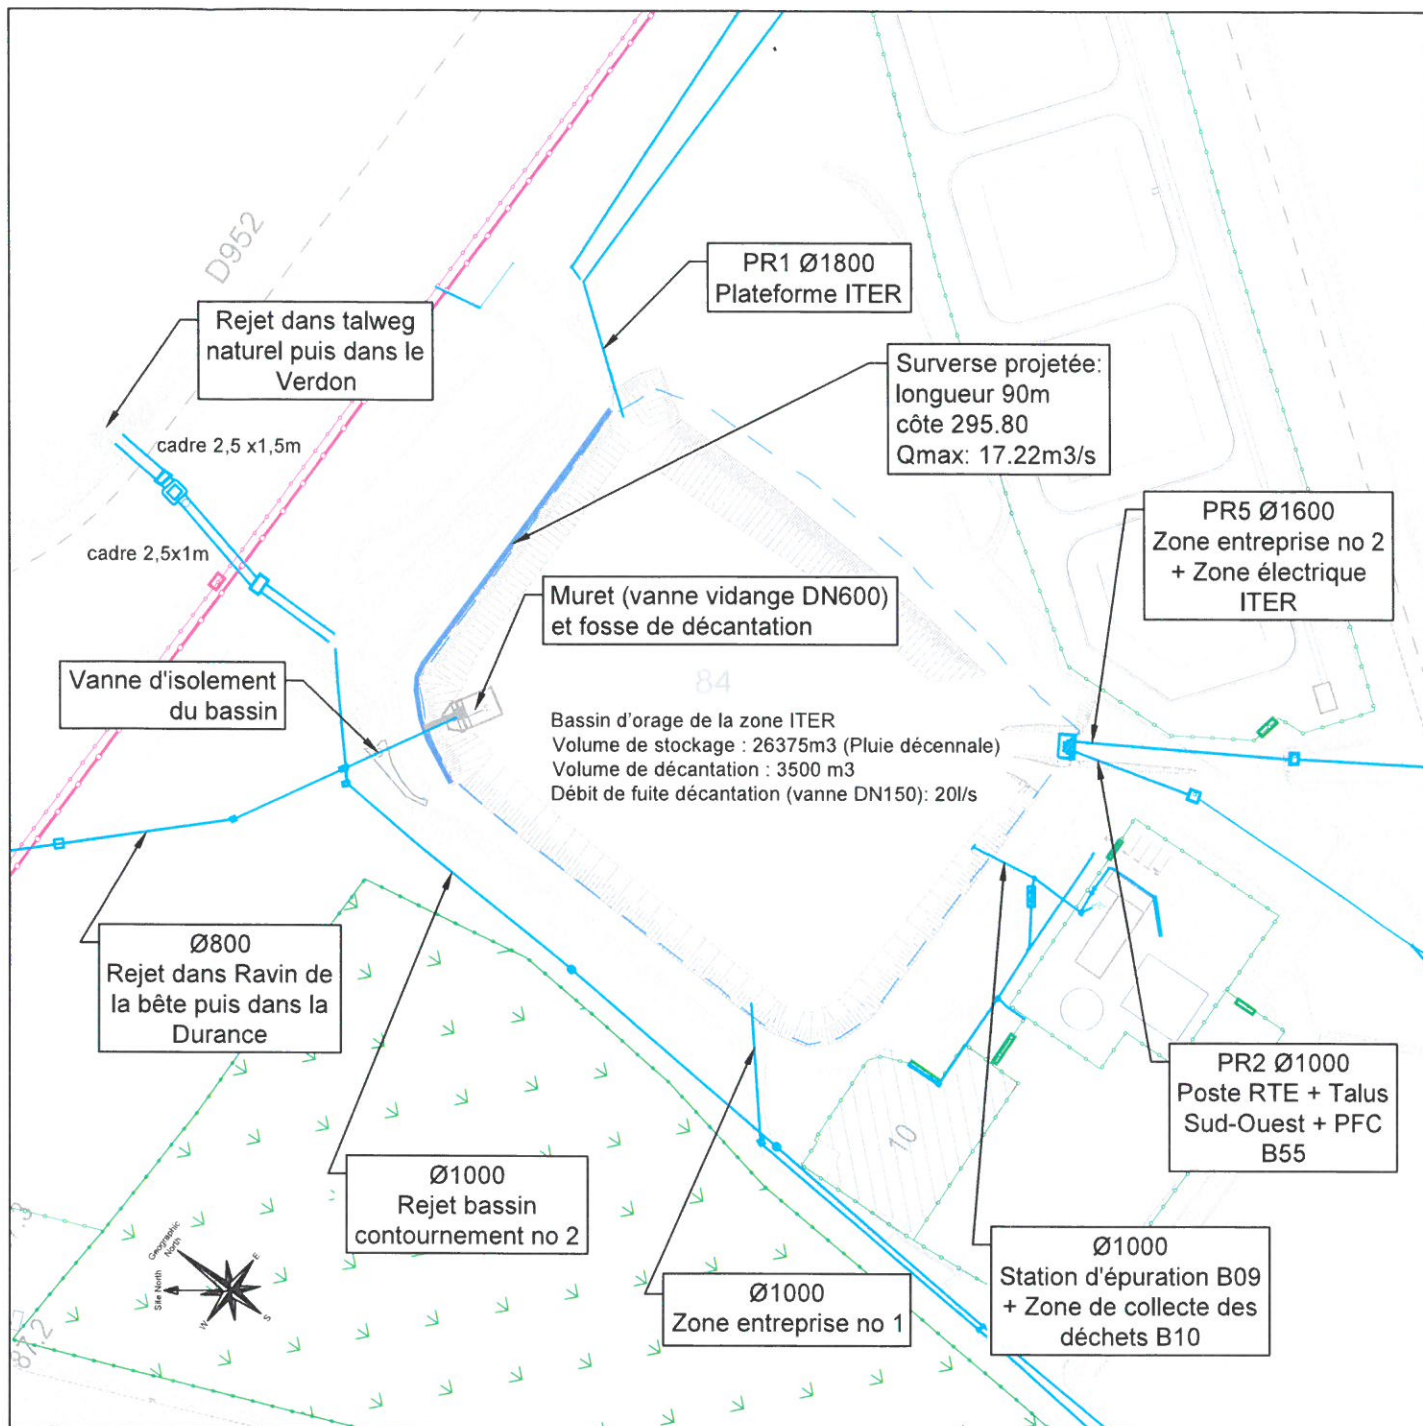 D952
PR1 Ø1800
Plateforme ITER
Rejet dans talweg
naturel puis dans le
Verdon
Surverse projetée:
longueur 90m
côte 295.80
Qmax: 17.22m3/s
cadre 2,5 x1,5m
cadre 2,5x1m
PR5 Ø1600
Zone entreprise no 2
+ Zone électrique
ITER
Muret (vanne vidange DN600)
et fosse de décantation
Vanne d'isolement
du bassin
84
Bassin d'orage de la zone ITER
Volume de stockage : 26375m3 (Pluie décennale)
Volume de décantation : 3500 m3
Débit de fuite décantation (vanne DN150): 20l/s
Ø800
Rejet dans Ravin de
la bête puis dans la
Durance
PR2 Ø1000
Poste RTE + Talus
Sud-Ouest + PFC
B55
10
Ø1000
Rejet bassin
contournement no 2
Ø1000
Station d'épuration B09
+ Zone de collecte des
déchets B10
Ø1000
Zone entreprise no 1
Geographic
North
Site North
E
S
W
87.2